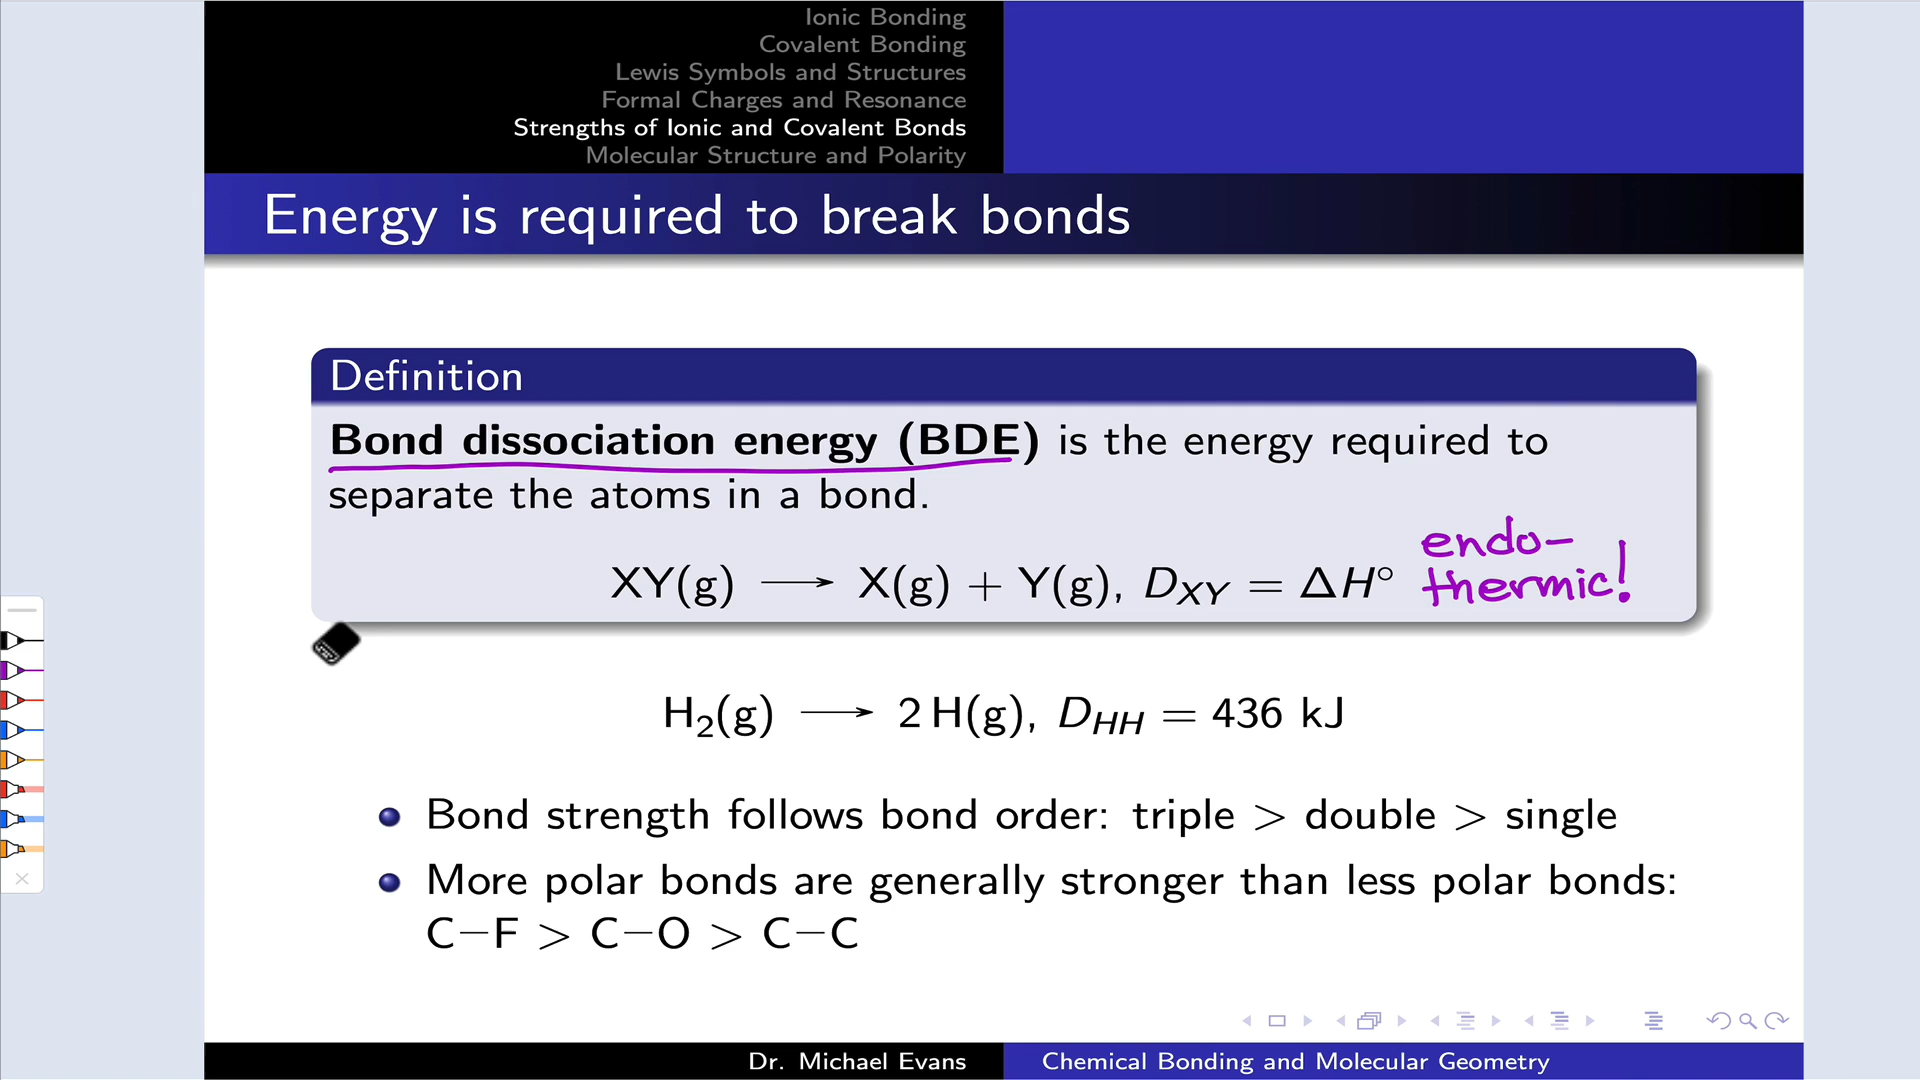 Ionic Bonding
Covalent Bonding
Lewis Symbols and Structures
Formal Charges and Resonance
Strengths of Ionic and Covalent Bonds
Molecular Structure and Polarity
Energy is required to break bonds
Definition
Bond dissociation energy (BDE) is the energy required to
separate the atoms in a bond.
XY(g) ⟶ X(g) + Y(g), D_XY = ΔH° endo-
thermic!
H₂(g) ⟶ 2 H(g), D_HH = 436 kJ
Bond strength follows bond order: triple > double > single
More polar bonds are generally stronger than less polar bonds:
C−F > C−O > C−C
Dr. Michael Evans
Chemical Bonding and Molecular Geometry